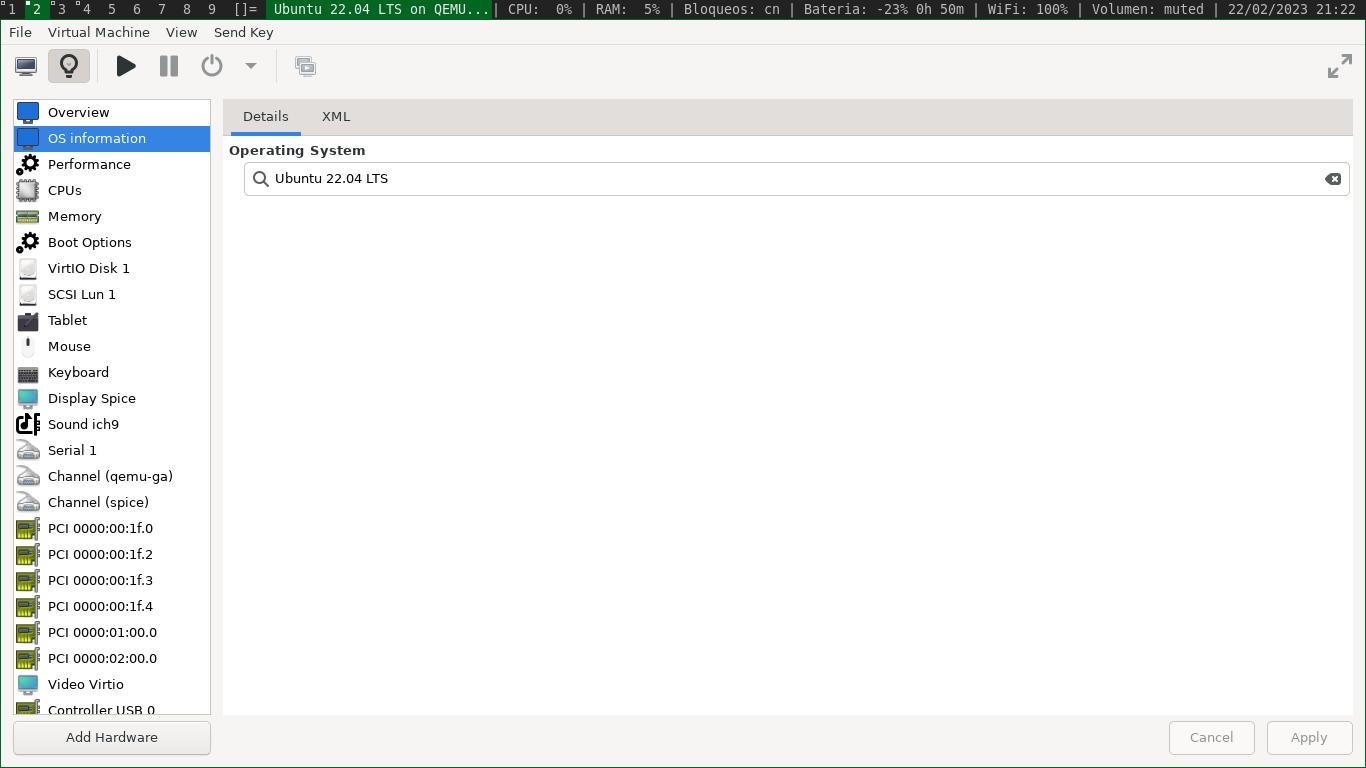 1 2 3 4 5 6 7 8 9 []= Ubuntu 22.04 LTS on QEMU... | CPU: 0% | RAM: 5% | Bloqueos: cn | Bateria: -23% 0h 50m | WiFi: 100% | Volumen: muted | 22/02/2023 21:22
File Virtual Machine View Send Key
Overview
OS information
Performance
CPUs
Memory
Boot Options
VirtIO Disk 1
SCSI Lun 1
Tablet
Mouse
Keyboard
Display Spice
Sound ich9
Serial 1
Channel (qemu-ga)
Channel (spice)
PCI 0000:00:1f.0
PCI 0000:00:1f.2
PCI 0000:00:1f.3
PCI 0000:00:1f.4
PCI 0000:01:00.0
PCI 0000:02:00.0
Video Virtio
Controller USB 0
Add Hardware
Details XML
Operating System
Ubuntu 22.04 LTS
Cancel Apply